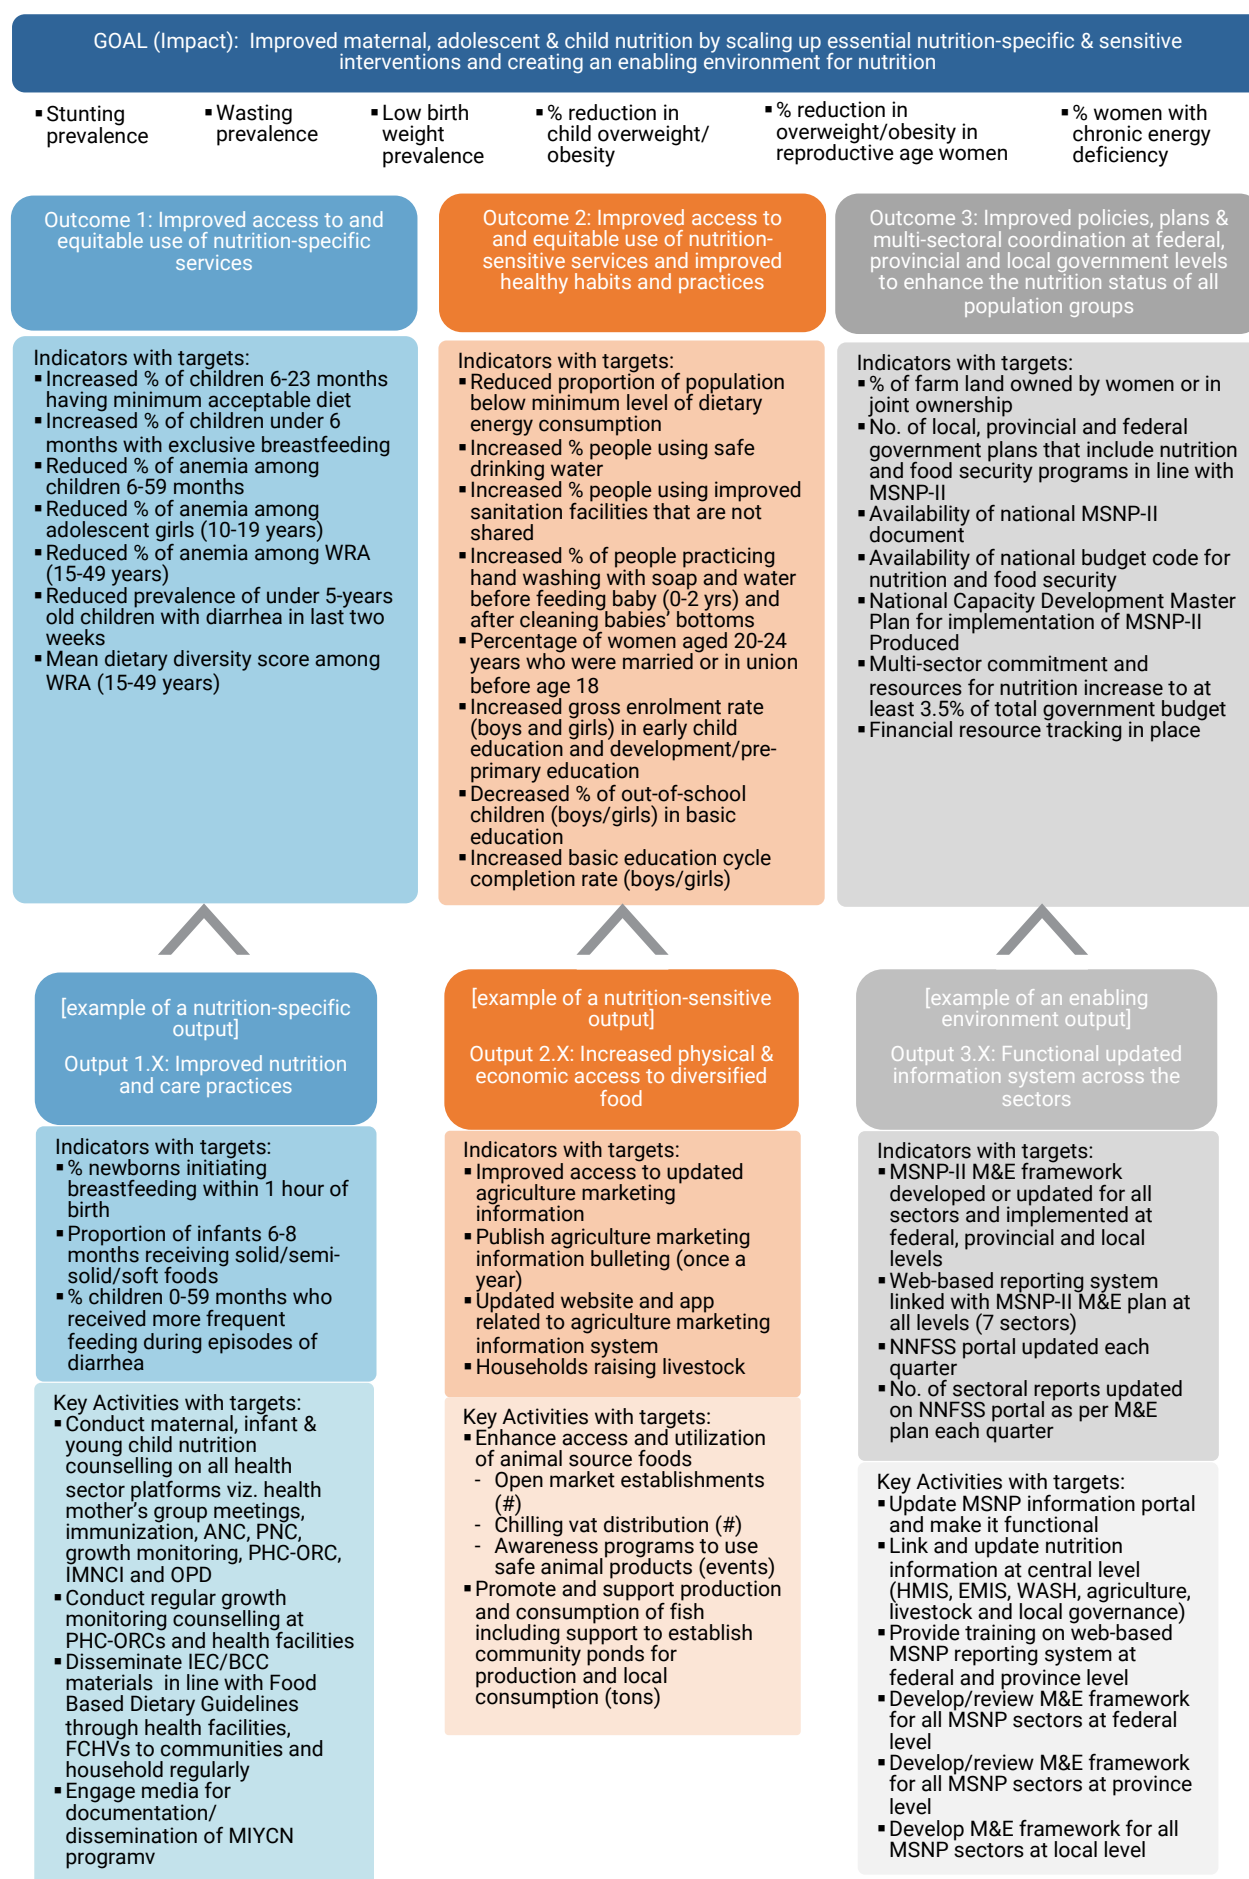 GOAL (Impact):  Improved maternal, adolescent & child nutrition by scaling up essential nutrition-specific & sensitive
interventions and creating an enabling environment for nutrition
▪ Stunting
prevalence
▪ Wasting
prevalence
▪ Low birth
weight
prevalence
▪ % reduction in
child overweight/
obesity
▪ % reduction in
overweight/obesity in
reproductive age women
▪ % women with
chronic energy
deficiency
Outcome 1: Improved access to and
equitable use of nutrition-specific
services
Indicators with targets:
▪ Increased % of children 6-23 months
having minimum acceptable diet
▪ Increased % of children under 6
months with exclusive breastfeeding
▪ Reduced % of anemia among
children 6-59 months
▪ Reduced % of anemia among
adolescent girls (10-19 years)
▪ Reduced % of anemia among WRA
(15-49 years)
▪ Reduced prevalence of under 5-years
old children with diarrhea in last two
weeks
▪ Mean dietary diversity score among
WRA (15-49 years)
Outcome 2: Improved access to
and equitable use of nutrition-
sensitive services and improved
healthy habits and practices
Indicators with targets:
▪ Reduced proportion of population
below minimum level of dietary
energy consumption
▪ Increased % people using safe
drinking water
▪ Increased % people using improved
sanitation facilities that are not
shared
▪ Increased % of people practicing
hand washing with soap and water
before feeding baby (0-2 yrs) and
after cleaning babies’ bottoms
▪ Percentage of women aged 20-24
years who were married or in union
before age 18
▪ Increased gross enrolment rate
(boys and girls) in early child
education and development/pre-
primary education
▪ Decreased % of out-of-school
children (boys/girls) in basic
education
▪ Increased basic education cycle
completion rate (boys/girls)
Outcome 3: Improved policies, plans &
multi-sectoral coordination at federal,
provincial and local government levels
to enhance the nutrition status of all
population groups
Indicators with targets:
▪ % of farm land owned by women or in
joint ownership
▪ No. of local, provincial and federal
government plans that include nutrition
and food security programs in line with
MSNP-II
▪ Availability of national MSNP-II
document
▪ Availability of national budget code for
nutrition and food security
▪ National Capacity Development Master
Plan for implementation of MSNP-II
Produced
▪ Multi-sector commitment and
resources for nutrition increase to at
least 3.5% of total government budget
▪ Financial resource tracking in place
[example of a nutrition-specific
output]
Output 1.X: Improved nutrition
and care practices
Indicators with targets:
▪ % newborns initiating
breastfeeding within 1 hour of
birth
▪ Proportion of infants 6-8
months receiving solid/semi-
solid/soft foods
▪ % children 0-59 months who
received more frequent
feeding during episodes of
diarrhea
Key Activities with targets:
▪ Conduct maternal, infant &
young child nutrition
counselling on all health
sector platforms viz. health
mother’s group meetings,
immunization, ANC, PNC,
growth monitoring, PHC-ORC,
IMNCI and OPD
▪ Conduct regular growth
monitoring counselling at
PHC-ORCs and health facilities
▪ Disseminate IEC/BCC
materials  in line with Food
Based Dietary Guidelines
through health facilities,
FCHVs to communities and
household regularly
▪ Engage media for
documentation/
dissemination of MIYCN
programv
[example of a nutrition-sensitive
output]
Output 2.X: Increased physical &
economic access to diversified
food
Indicators with targets:
▪ Improved access to updated
agriculture marketing
information
▪ Publish agriculture marketing
information bulleting (once a
year)
▪ Updated website and app
related to agriculture marketing
information system
▪ Households raising livestock
Key Activities with targets:
▪ Enhance access and utilization
of animal source foods
- Open market establishments
(#)
- Chilling vat distribution (#)
- Awareness programs to use
safe animal products (events)
▪ Promote and support production
and consumption of fish
including support to establish
community ponds for
production and local
consumption (tons)
[example of an enabling
environment output]
Output 3.X: Functional updated
information system across the
sectors
Indicators with targets:
▪ MSNP-II M&E framework
developed or updated for all
sectors and implemented at
federal, provincial and local
levels
▪ Web-based reporting system
linked with MSNP-II M&E plan at
all levels (7 sectors)
▪ NNFSS portal updated each
quarter
▪ No. of sectoral reports updated
on NNFSS portal as per M&E
plan each quarter
Key Activities with targets:
▪ Update MSNP information portal
and make it functional
▪ Link and update nutrition
information at central level
(HMIS, EMIS, WASH, agriculture,
livestock and local governance)
▪ Provide training on web-based
MSNP reporting system at
federal and province level
▪ Develop/review M&E framework
for all MSNP sectors at federal
level
▪ Develop/review M&E framework
for all MSNP sectors at province
level
▪ Develop M&E framework for all
MSNP sectors at local level